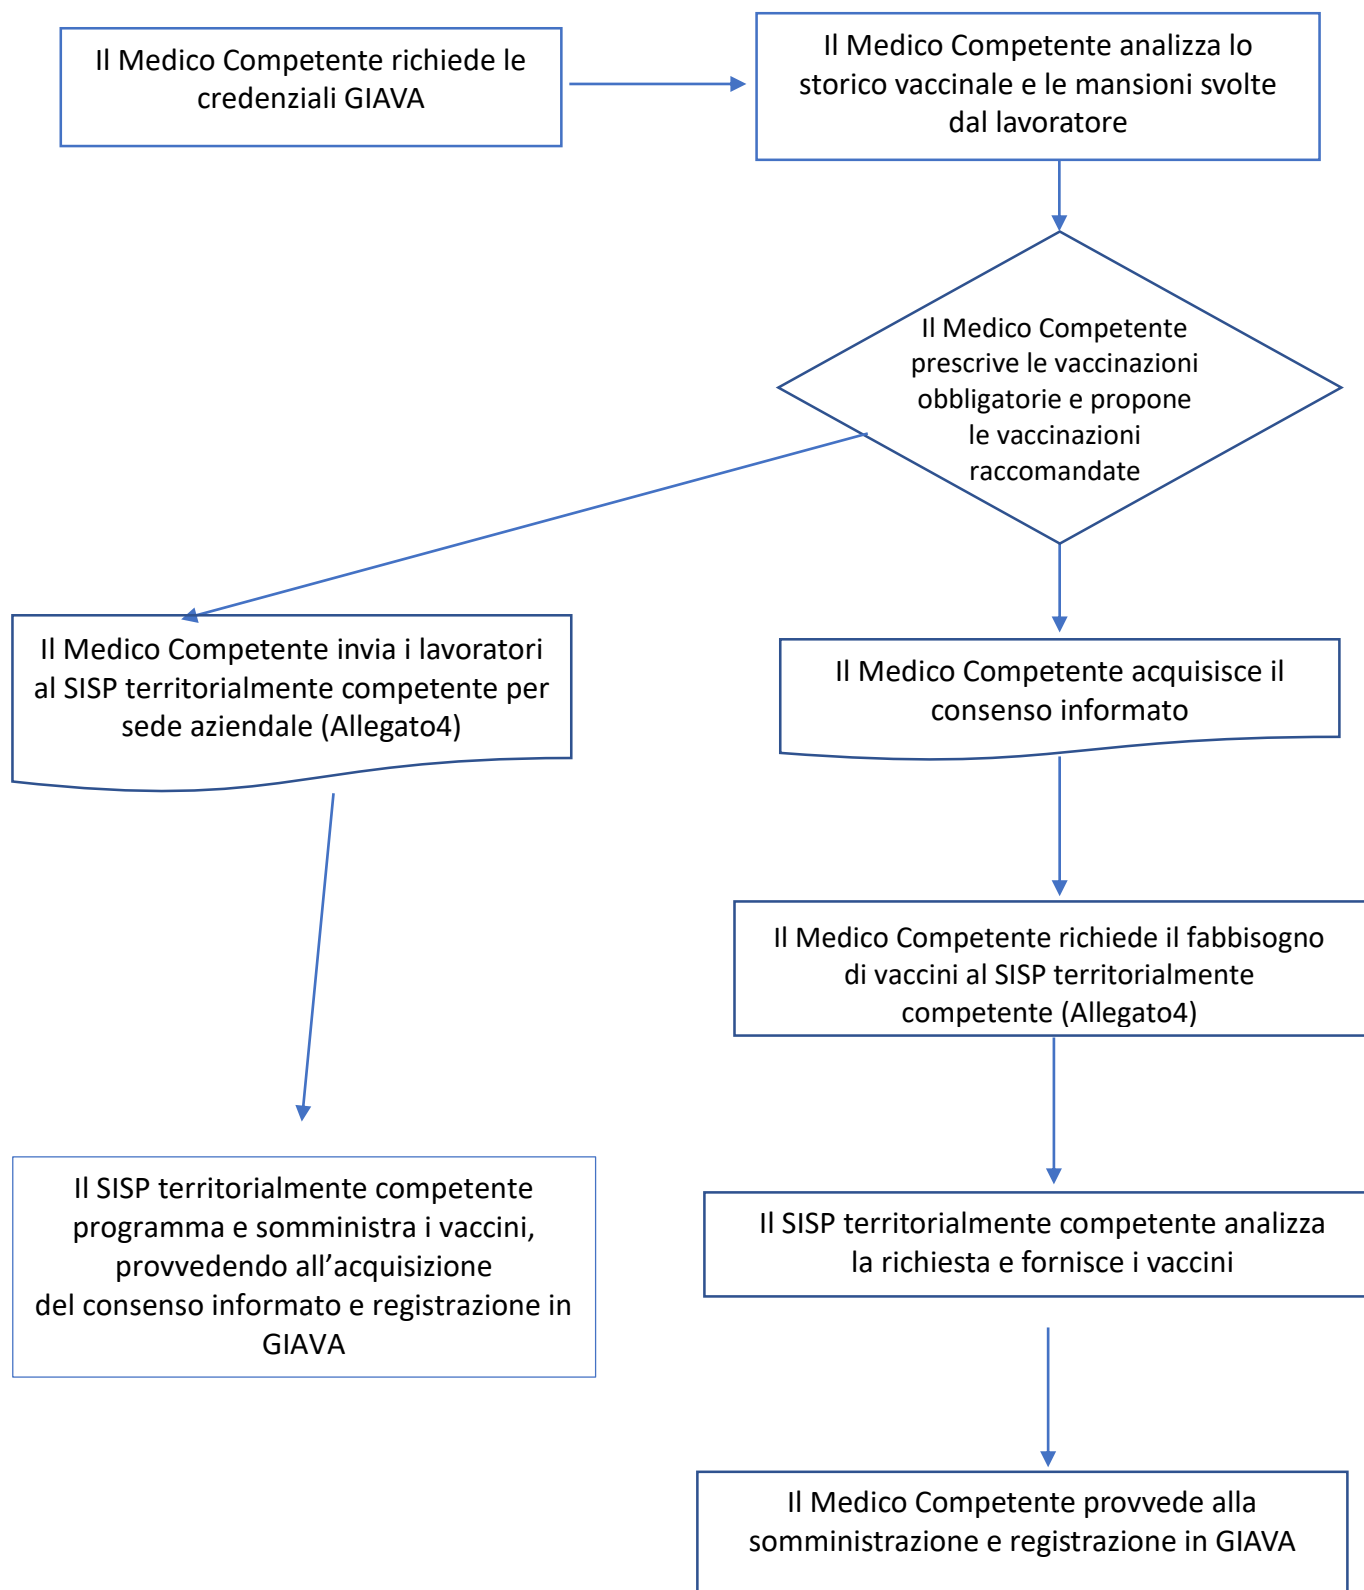 Il Medico Competente richiede le
credenziali GIAVA
Il Medico Competente analizza lo
storico vaccinale e le mansioni svolte
dal lavoratore
Il Medico Competente
prescrive le vaccinazioni
obbligatorie e propone
le vaccinazioni
raccomandate
Il Medico Competente invia i lavoratori
al SISP territorialmente competente per
sede aziendale (Allegato4)
Il Medico Competente acquisisce il
consenso informato
Il Medico Competente richiede il fabbisogno
di vaccini al SISP territorialmente
competente (Allegato4)
Il SISP territorialmente competente
programma e somministra i vaccini,
provvedendo all’acquisizione
del consenso informato e registrazione in
GIAVA
Il SISP territorialmente competente analizza
la richiesta e fornisce i vaccini
Il Medico Competente provvede alla
somministrazione e registrazione in GIAVA